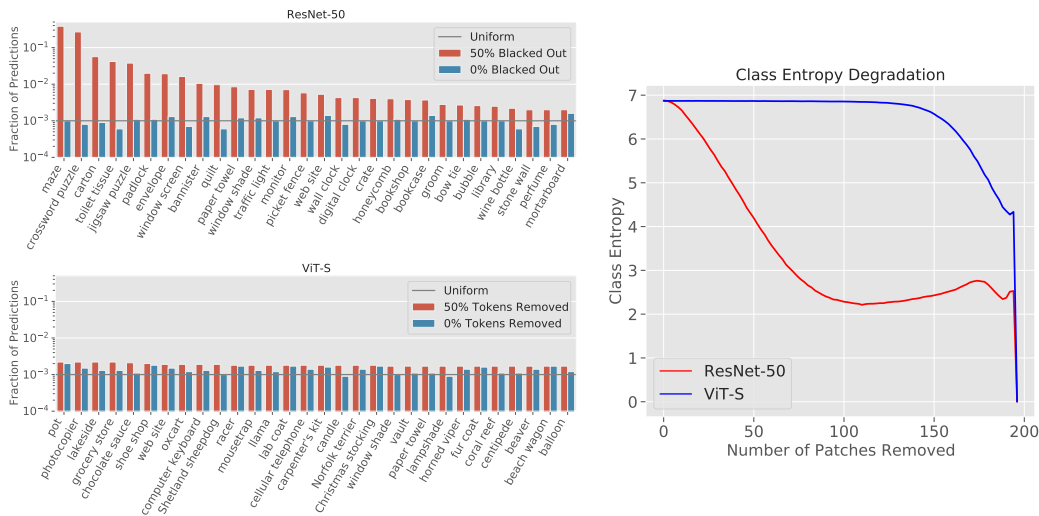 ResNet-50
Fraction of Predictions
10⁻¹
10⁻²
10⁻³
10⁻⁴
Uniform
50% Blacked Out
0% Blacked Out
maze
crossword puzzle
carton
toilet tissue
jigsaw puzzle
padlock
envelope
window screen
bannister
quilt
paper towel
window shade
traffic light
monitor
picket fence
web site
wall clock
digital clock
crate
honeycomb
bookshop
bookcase
groom
bow tie
bubble
library
wine bottle
stone wall
perfume
mortarboard
ViT-S
Fraction of Predictions
10⁻¹
10⁻²
10⁻³
10⁻⁴
Uniform
50% Tokens Removed
0% Tokens Removed
pot
photocopier
lakeside
grocery store
chocolate sauce
shoe shop
web site
oxcart
computer keyboard
Shetland sheepdog
racer
mousetrap
llama
lab coat
cellular telephone
carpenter's kit
candle
Norfolk terrier
Christmas stocking
window shade
vault
paper towel
lampshade
horned viper
fur coat
coral reef
centipede
beaver
beach wagon
balloon
Class Entropy Degradation
Class Entropy
7
6
5
4
3
2
1
0
ResNet-50
ViT-S
0 50 100 150 200
Number of Patches Removed